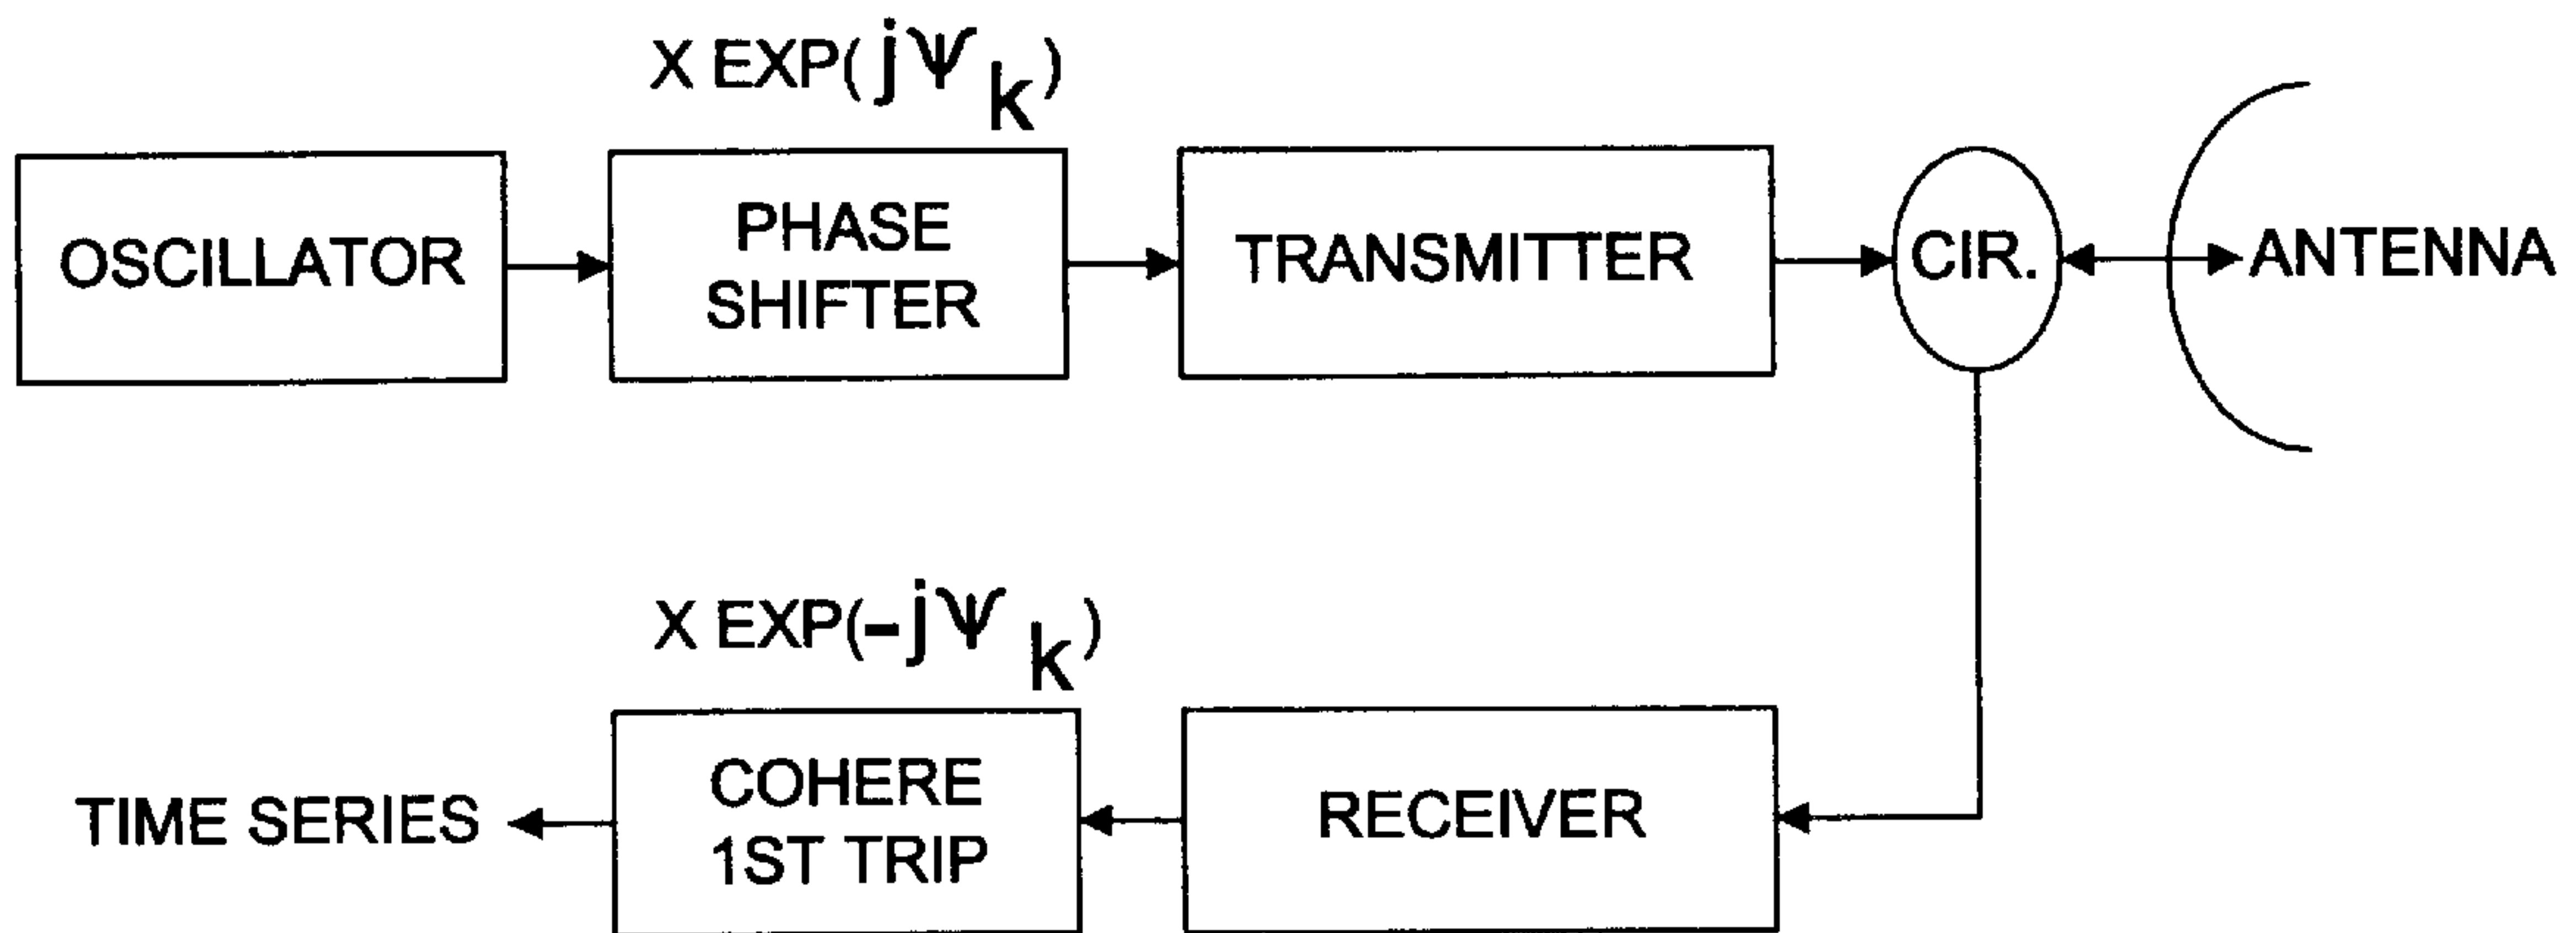 X EXP(jψk)
OSCILLATOR
PHASE
SHIFTER
TRANSMITTER
CIR.
ANTENNA
X EXP(-jψk)
TIME SERIES
COHERE
1ST TRIP
RECEIVER